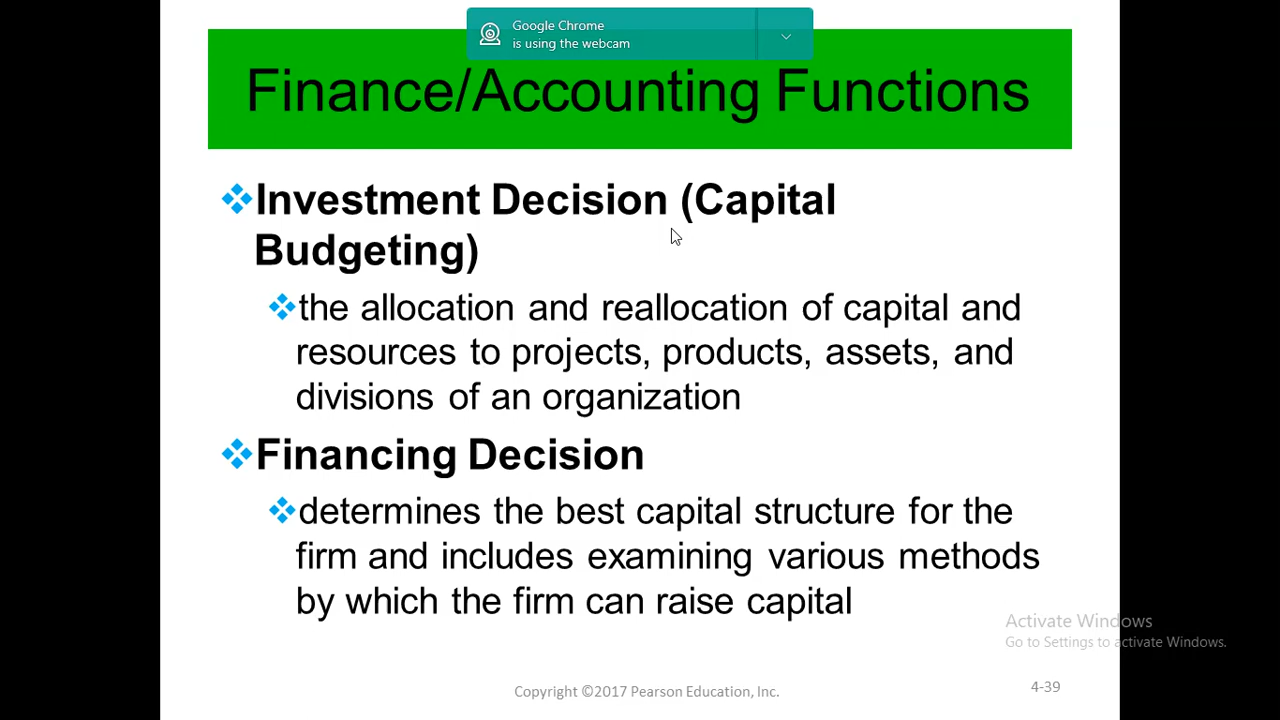 Google Chrome
is using the webcam
Finance/Accounting Functions
Investment Decision (Capital
Budgeting)
the allocation and reallocation of capital and
resources to projects, products, assets, and
divisions of an organization
Financing Decision
determines the best capital structure for the
firm and includes examining various methods
by which the firm can raise capital
Activate Windows
Go to Settings to activate Windows.
Copyright ©2017 Pearson Education, Inc.
4-39